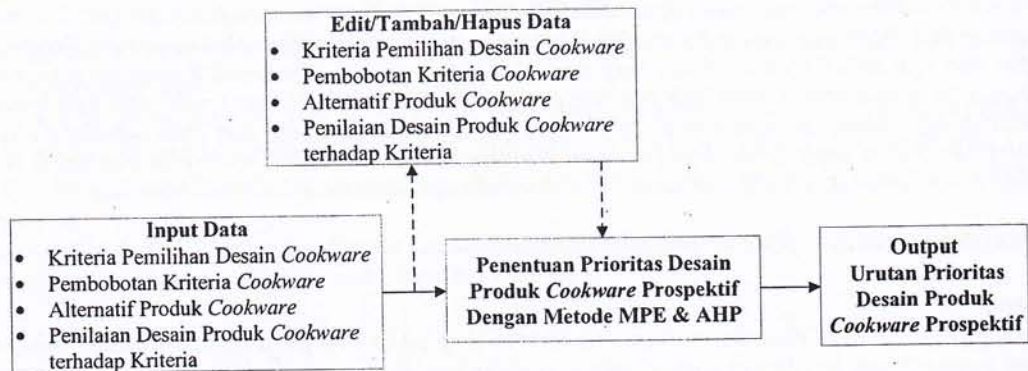 Edit/Tambah/Hapus Data
• Kriteria Pemilihan Desain Cookware
• Pembobotan Kriteria Cookware
• Alternatif Produk Cookware
• Penilaian Desain Produk Cookware
terhadap Kriteria
Input Data
• Kriteria Pemilihan Desain Cookware
• Pembobotan Kriteria Cookware
• Alternatif Produk Cookware
• Penilaian Desain Produk Cookware
terhadap Kriteria
Penentuan Prioritas Desain
Produk Cookware Prospektif
Dengan Metode MPE & AHP
Output
Urutan Prioritas
Desain Produk
Cookware Prospektif